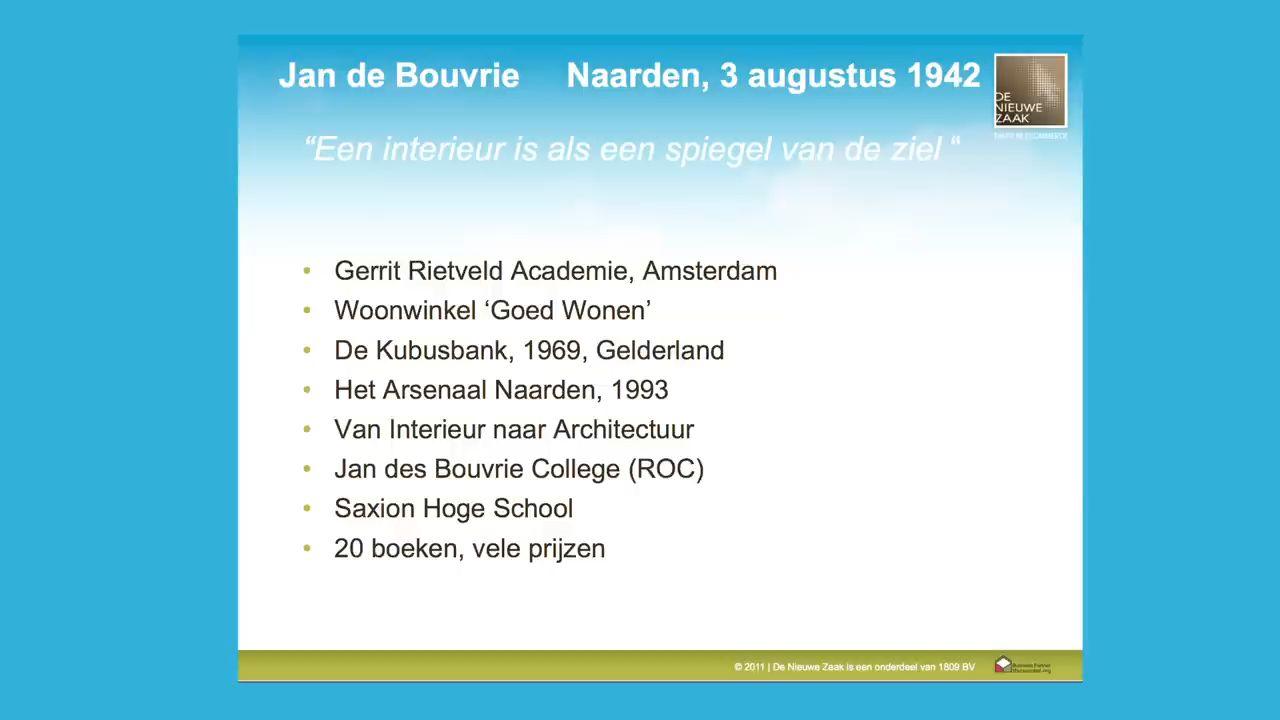 Jan de Bouvrie Naarden, 3 augustus 1942
DE
NIEUWE
ZAAK
“Een interieur is als een spiegel van de ziel “
• Gerrit Rietveld Academie, Amsterdam
• Woonwinkel ‘Goed Wonen’
• De Kubusbank, 1969, Gelderland
• Het Arsenaal Naarden, 1993
• Van Interieur naar Architectuur
• Jan des Bouvrie College (ROC)
• Saxion Hoge School
• 20 boeken, vele prijzen
© 2011 | De Nieuwe Zaak is een onderdeel van 1809 BV
Business Partner